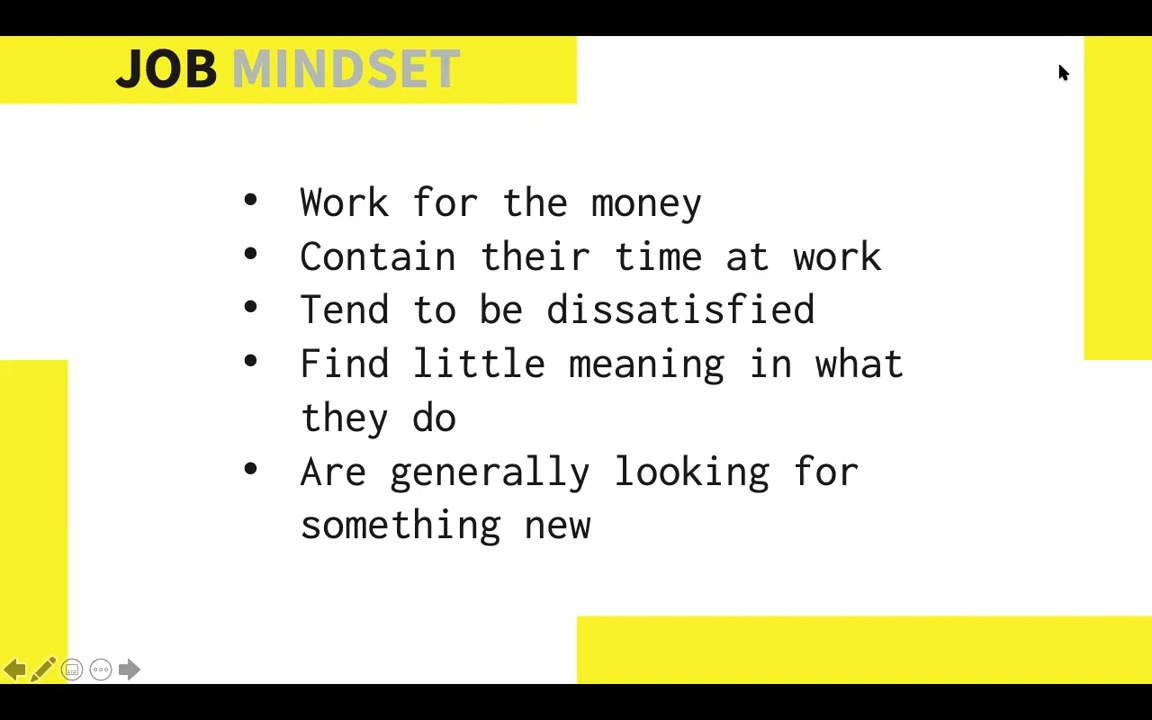 JOB MINDSET
• Work for the money
• Contain their time at work
• Tend to be dissatisfied
• Find little meaning in what
they do
• Are generally looking for
something new